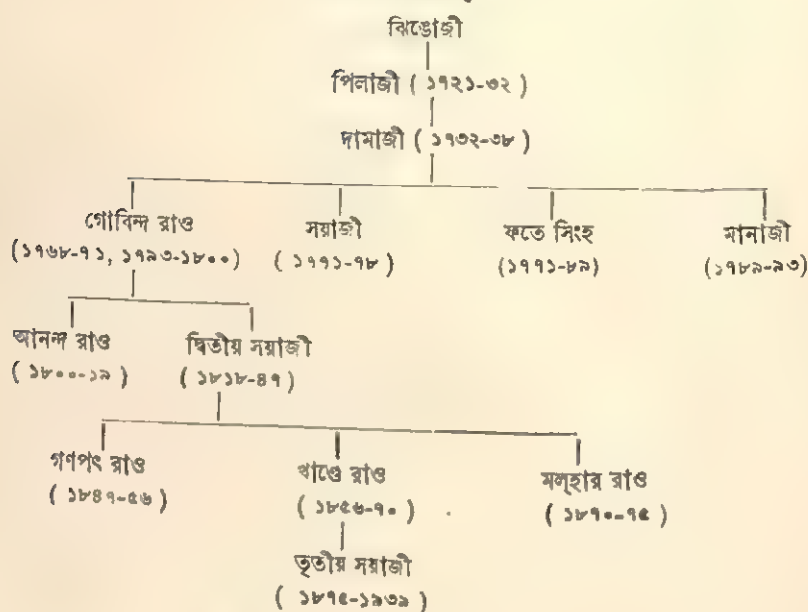 ঝিঙোজী
পিলাজী ( ১৭২১-৩২ )
দামাজী ( ১৭৩২-৩৮ )
গোবিন্দ রাও সয়াজী ফতে সিংহ মানাজী
(১৭৬৮-৭১, ১৭৯৩-১৮০০) ( ১৭৭১-৭৮ ) (১৭৭১-৮৯) (১৭৮৯-৯৩)
আনন্দ রাও দ্বিতীয় সয়াজী
( ১৮০০-১৯ ) ( ১৮১৮-৪৭ )
গণপৎ রাও খাণ্ডে রাও মল্‌হার রাও
( ১৮৪৭-৫৬ ) ( ১৮৫৬-৭০ ) ( ১৮৭০-৭৫ )
তৃতীয় সয়াজী
( ১৮৭৫-১৯৩৯ )